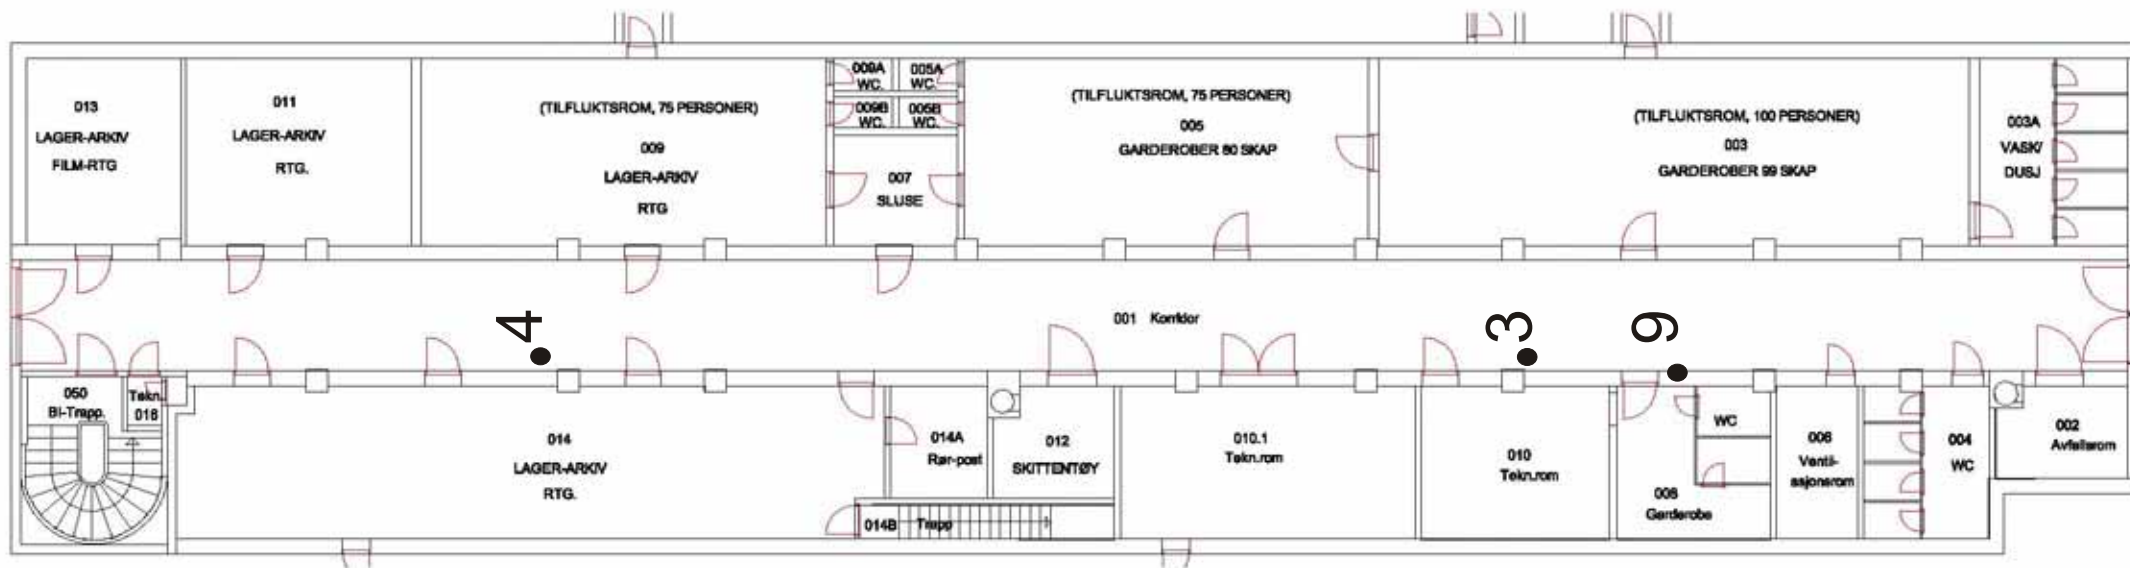 013
LAGER-ARKIV
FILM-RTG
011
LAGER-ARKIV
RTG.
(TILFLUKTSROM, 75 PERSONER)
009
LAGER-ARKIV
RTG
009A
WC.
005A
WC.
009B
WC.
005B
WC.
007
SLUSE
(TILFLUKTSROM, 75 PERSONER)
005
GARDEROBER 80 SKAP
(TILFLUKTSROM, 100 PERSONER)
003
GARDEROBER 99 SKAP
003A
VASK/
DUSJ
4
001 Korridor
3
9
050
BI-Trapp.
Tekn.
016
014
LAGER-ARKIV
RTG.
014A
Rør-post
012
SKITTENTØY
014B Trapp
010.1
Tekn.rom
010
Tekn.rom
WC
008
Garderobe
006
Ventil-
asjonsrom
004
WC
002
Avfallsrom